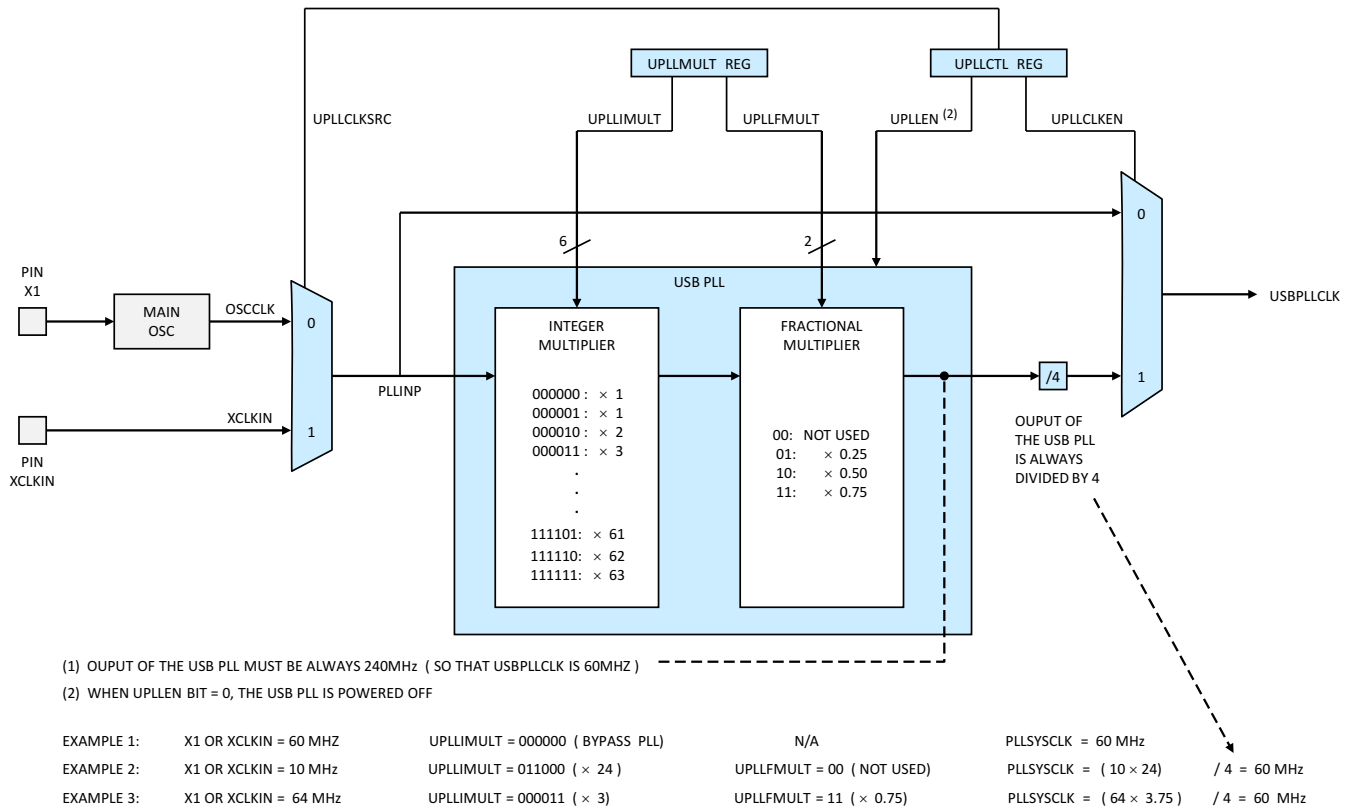 UPLLMULT REG
UPLLCTL REG
UPLLCLKSRC
UPLLIMULT
UPLLFMULT
UPLLEN (2)
UPLLCLKEN
0
6
2
PIN
X1
USB PLL
MAIN
OSC
OSCCLK
0
USBPLLCLK
INTEGER
MULTIPLIER
FRACTIONAL
MULTIPLIER
PLLINP
/4
1
000000 : × 1
000001 : × 1
000010 : × 2
000011 : × 3
.
.
.
111101: × 61
111110: × 62
111111: × 63
00: NOT USED
01: × 0.25
10: × 0.50
11: × 0.75
XCLKIN
1
PIN
XCLKIN
OUPUT OF
THE USB PLL
IS ALWAYS
DIVIDED BY 4
(1) OUPUT OF THE USB PLL MUST BE ALWAYS 240MHz ( SO THAT USBPLLCLK IS 60MHZ )
(2) WHEN UPLLEN BIT = 0, THE USB PLL IS POWERED OFF
EXAMPLE 1: X1 OR XCLKIN = 60 MHZ UPLLIMULT = 000000 ( BYPASS PLL) N/A PLLSYSCLK = 60 MHz
EXAMPLE 2: X1 OR XCLKIN = 10 MHz UPLLIMULT = 011000 ( × 24 ) UPLLFMULT = 00 ( NOT USED) PLLSYSCLK = ( 10 × 24) / 4 = 60 MHz
EXAMPLE 3: X1 OR XCLKIN = 64 MHz UPLLIMULT = 000011 ( × 3) UPLLFMULT = 11 ( × 0.75) PLLSYSCLK = ( 64 × 3.75 ) / 4 = 60 MHz